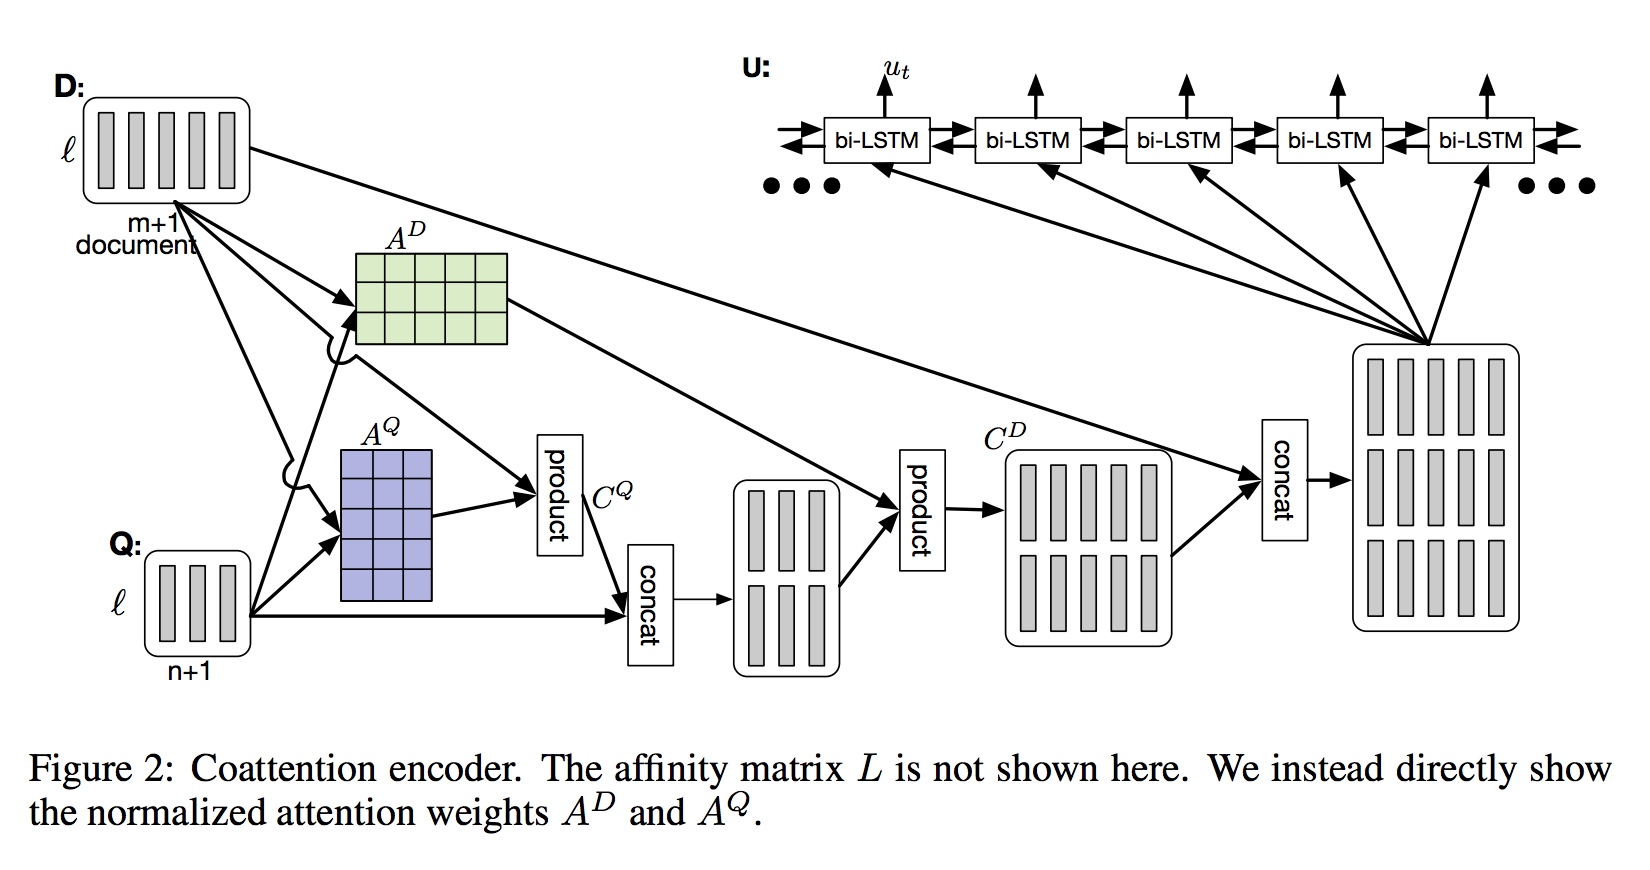 D:
ℓ
m+1
document
A^D
A^Q
Q:
ℓ
n+1
product
C^Q
concat
product
C^D
concat
U:
u_t
bi-LSTM
bi-LSTM
bi-LSTM
bi-LSTM
bi-LSTM
Figure 2: Coattention encoder. The affinity matrix L is not shown here. We instead directly show
the normalized attention weights A^D and A^Q.